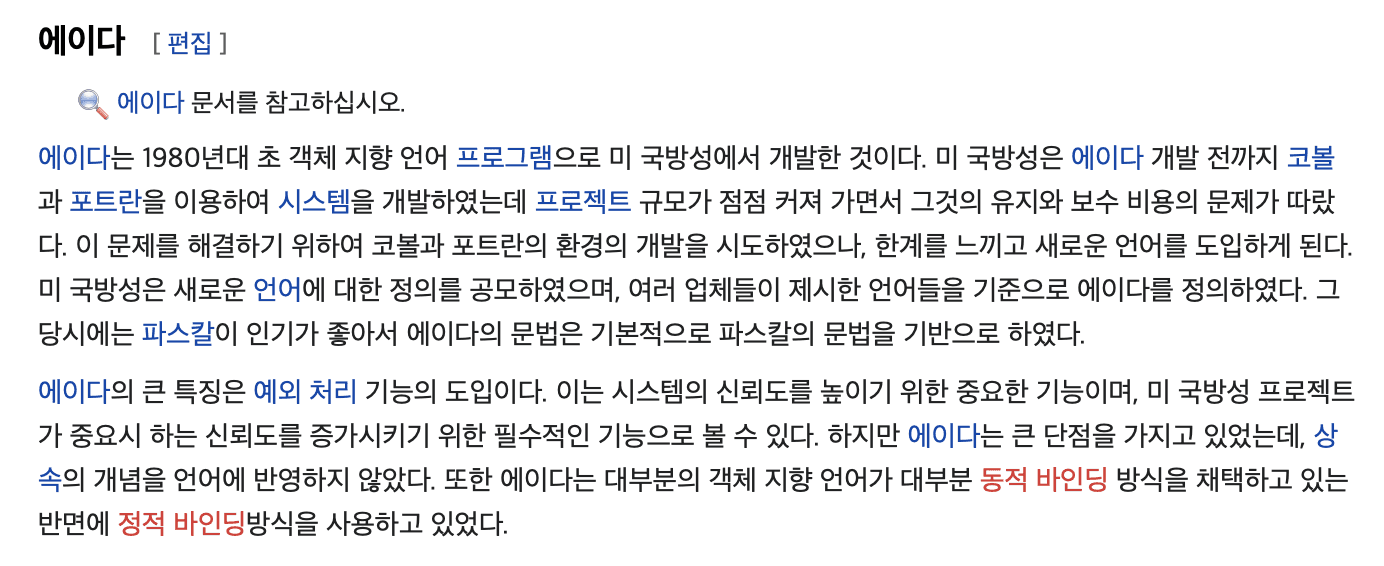 에이다 [ 편집 ]
에이다 문서를 참고하십시오.
에이다는 1980년대 초 객체 지향 언어 프로그램으로 미 국방성에서 개발한 것이다. 미 국방성은 에이다 개발 전까지 코볼
과 포트란을 이용하여 시스템을 개발하였는데 프로젝트 규모가 점점 커져 가면서 그것의 유지와 보수 비용의 문제가 따랐
다. 이 문제를 해결하기 위하여 코볼과 포트란의 환경의 개발을 시도하였으나, 한계를 느끼고 새로운 언어를 도입하게 된다.
미 국방성은 새로운 언어에 대한 정의를 공모하였으며, 여러 업체들이 제시한 언어들을 기준으로 에이다를 정의하였다. 그
당시에는 파스칼이 인기가 좋아서 에이다의 문법은 기본적으로 파스칼의 문법을 기반으로 하였다.
에이다의 큰 특징은 예외 처리 기능의 도입이다. 이는 시스템의 신뢰도를 높이기 위한 중요한 기능이며, 미 국방성 프로젝트
가 중요시 하는 신뢰도를 증가시키기 위한 필수적인 기능으로 볼 수 있다. 하지만 에이다는 큰 단점을 가지고 있었는데, 상
속의 개념을 언어에 반영하지 않았다. 또한 에이다는 대부분의 객체 지향 언어가 대부분 동적 바인딩 방식을 채택하고 있는
반면에 정적 바인딩방식을 사용하고 있었다.